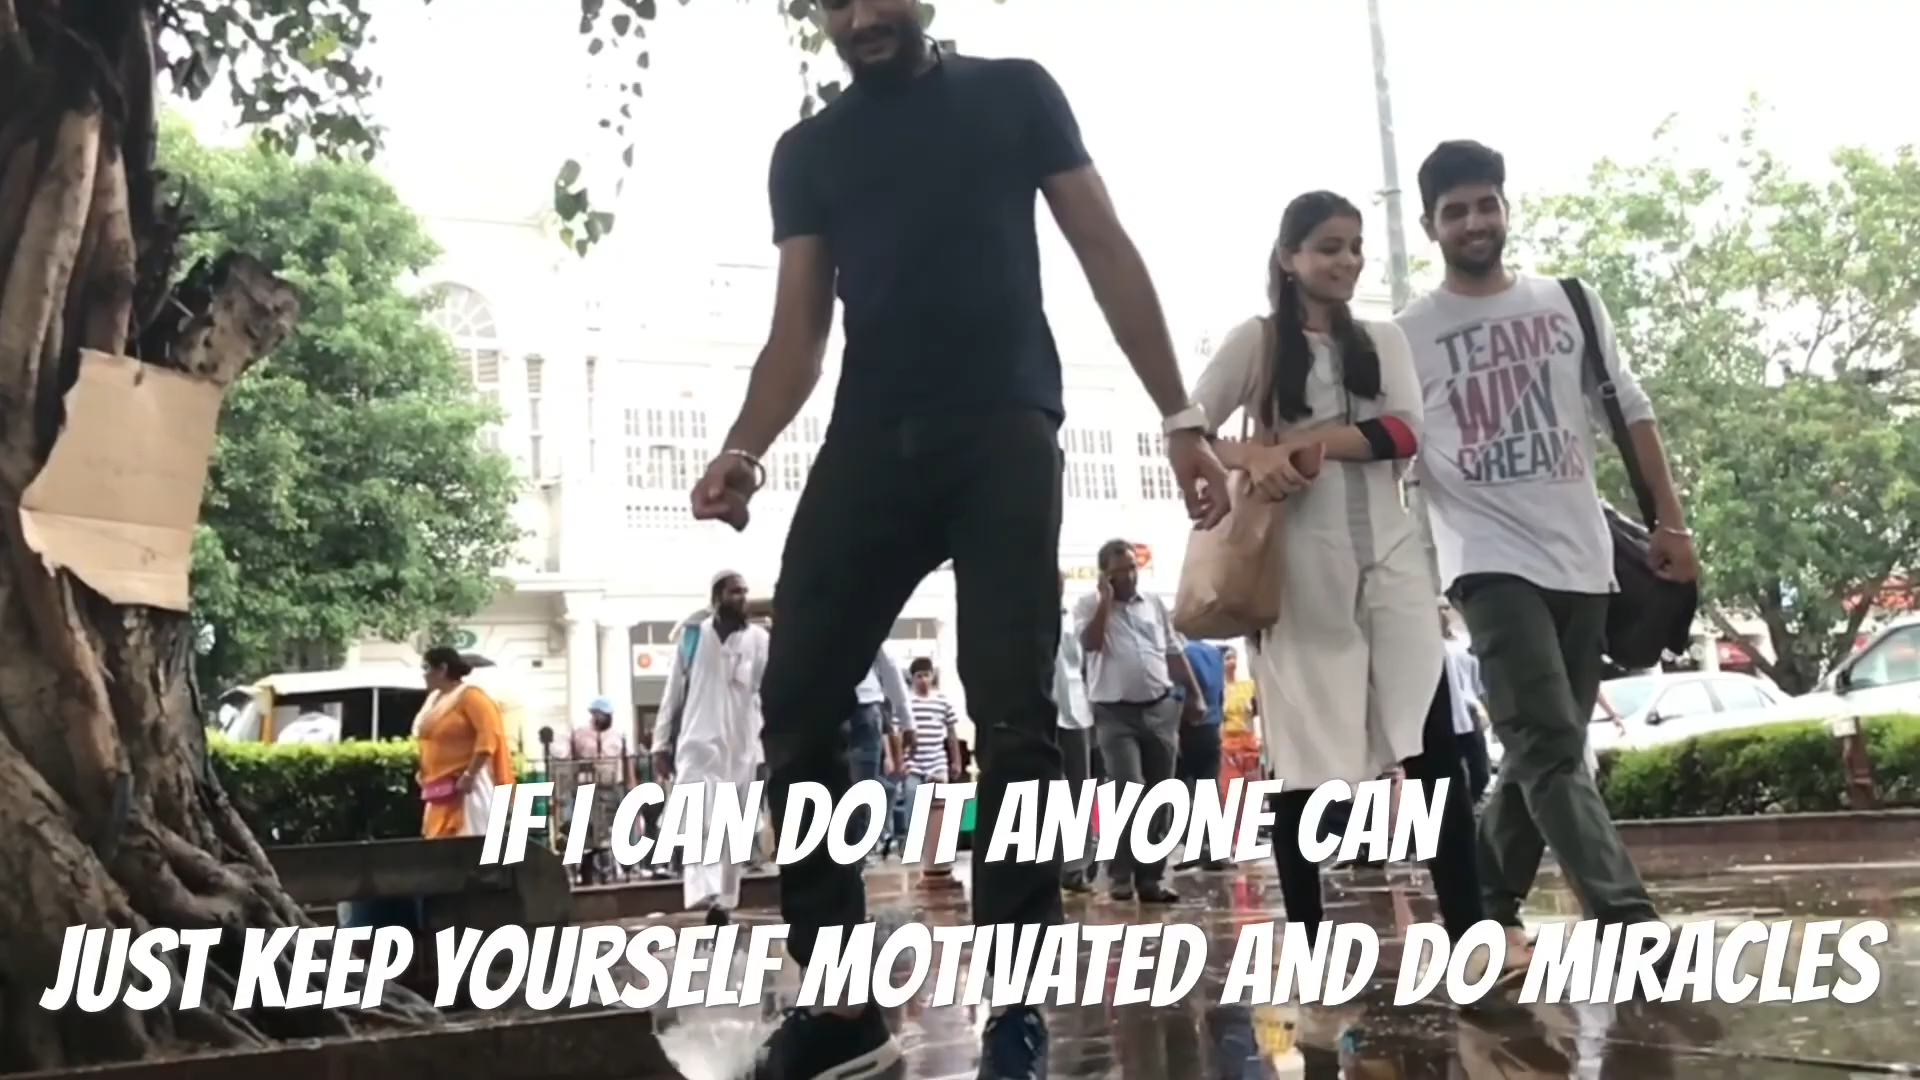 TEAMS
WIN
DREAMS
IF I CAN DO IT ANYONE CAN
JUST KEEP YOURSELF MOTIVATED AND DO MIRACLES